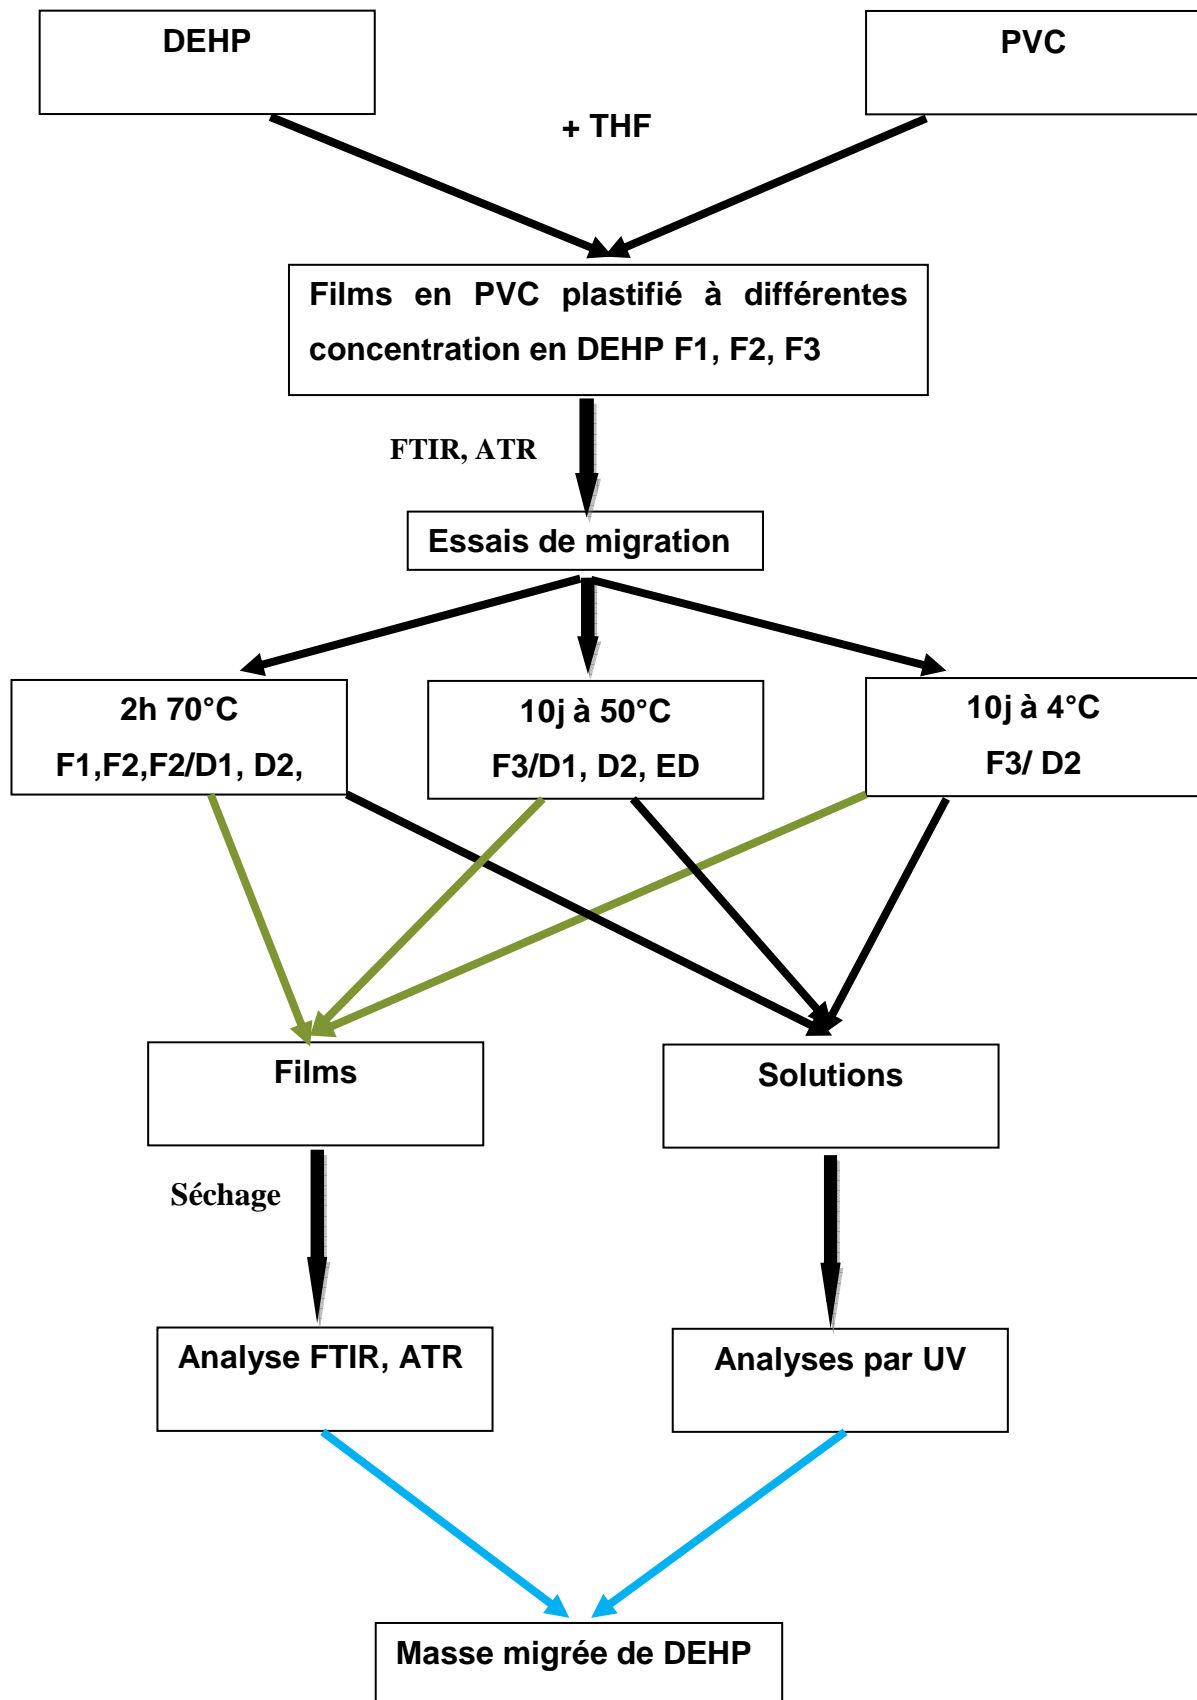 DEHP
PVC
+ THF
Films en PVC plastifié à différentes
concentration en DEHP F1, F2, F3
FTIR, ATR
Essais de migration
2h 70°C
F1,F2,F2/D1, D2,
10j à 50°C
F3/D1, D2, ED
10j à 4°C
F3/ D2
Films
Solutions
Séchage
Analyse FTIR, ATR
Analyses par UV
Masse migrée de DEHP